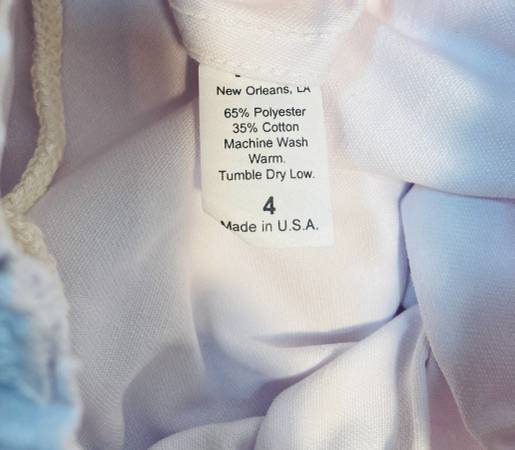 New Orleans, LA
65% Polyester
35% Cotton
Machine Wash
Warm.
Tumble Dry Low.
4
Made in U.S.A.